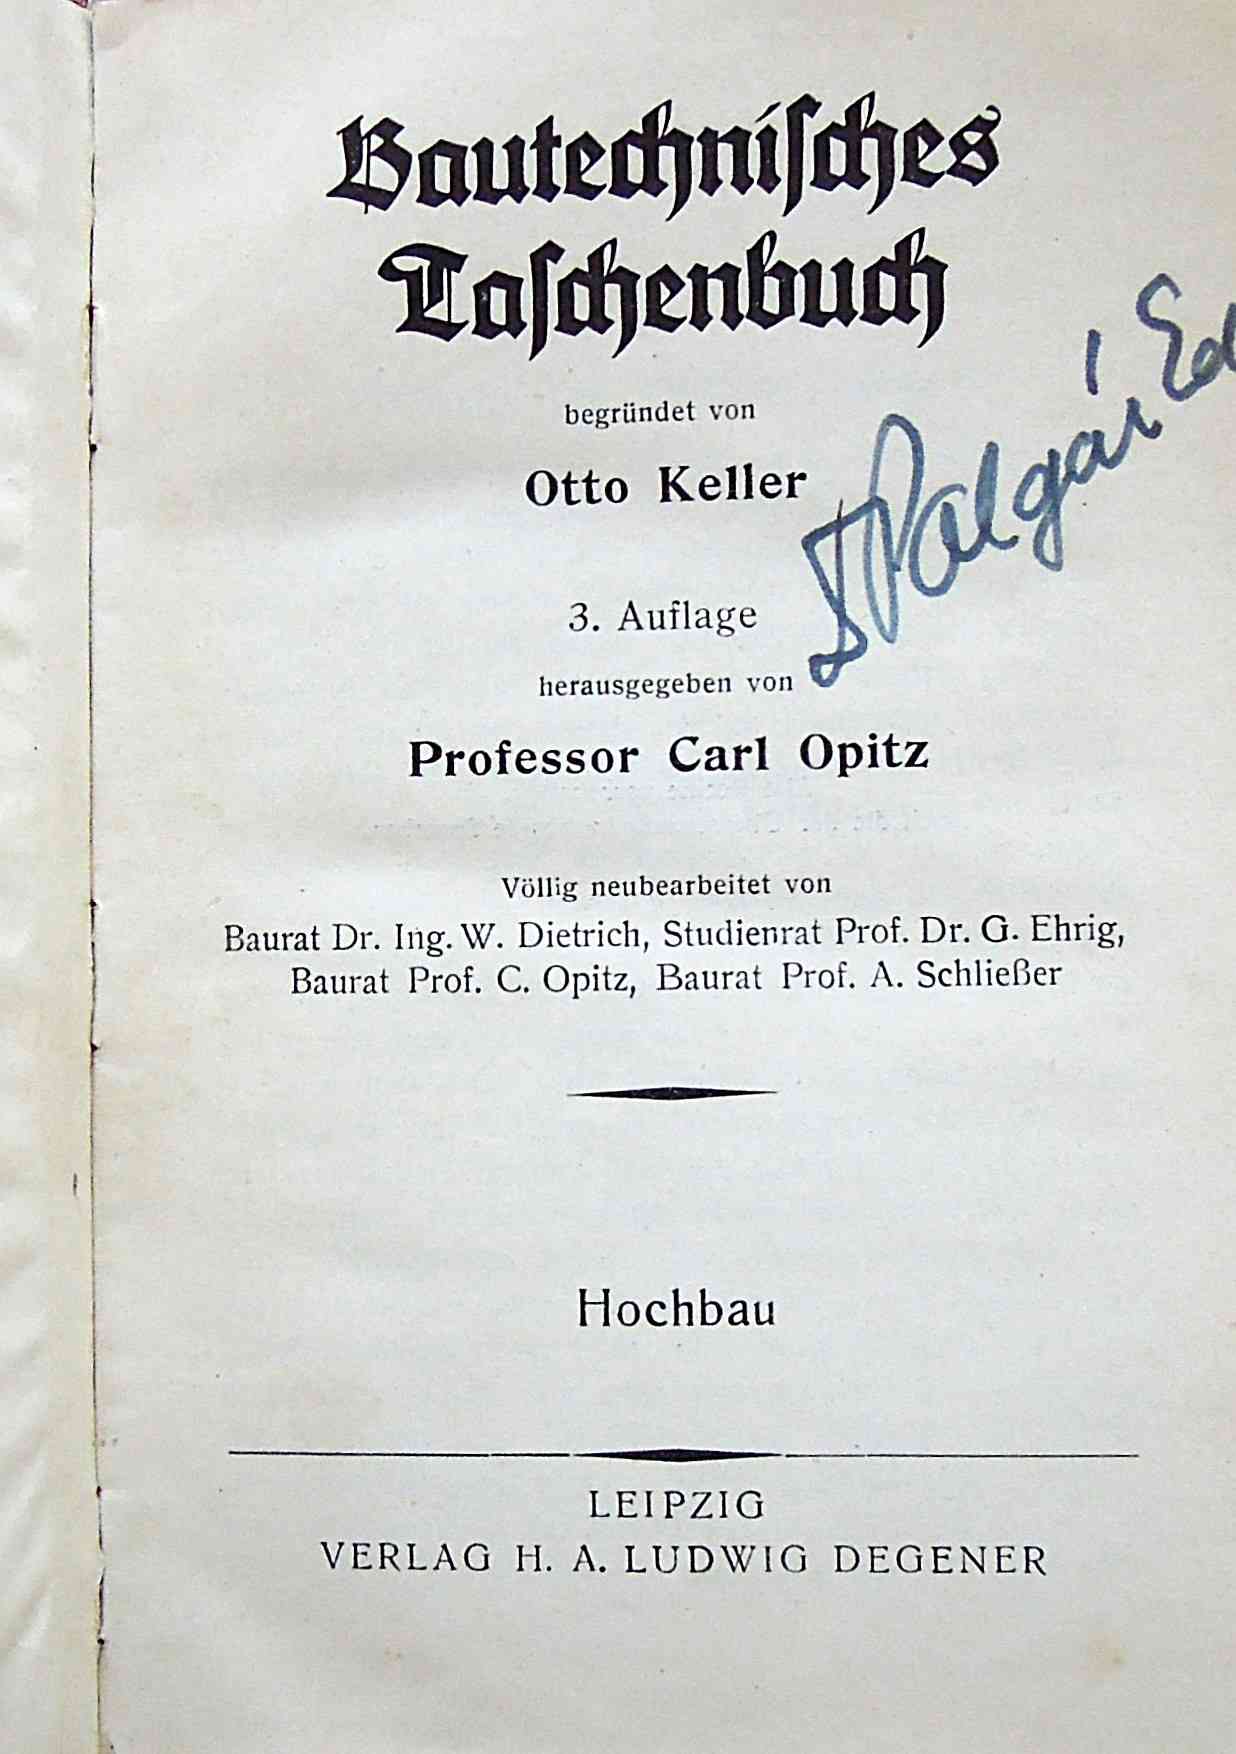 Bautechnisches
Taschenbuch
begründet von
Otto Keller
3. Auflage
herausgegeben von
Professor Carl Opitz
Völlig neubearbeitet von
Baurat Dr. Ing. W. Dietrich, Studienrat Prof. Dr. G. Ehrig,
Baurat Prof. C. Opitz, Baurat Prof. A. Schließer
Hochbau
LEIPZIG
VERLAG H. A. LUDWIG DEGENER